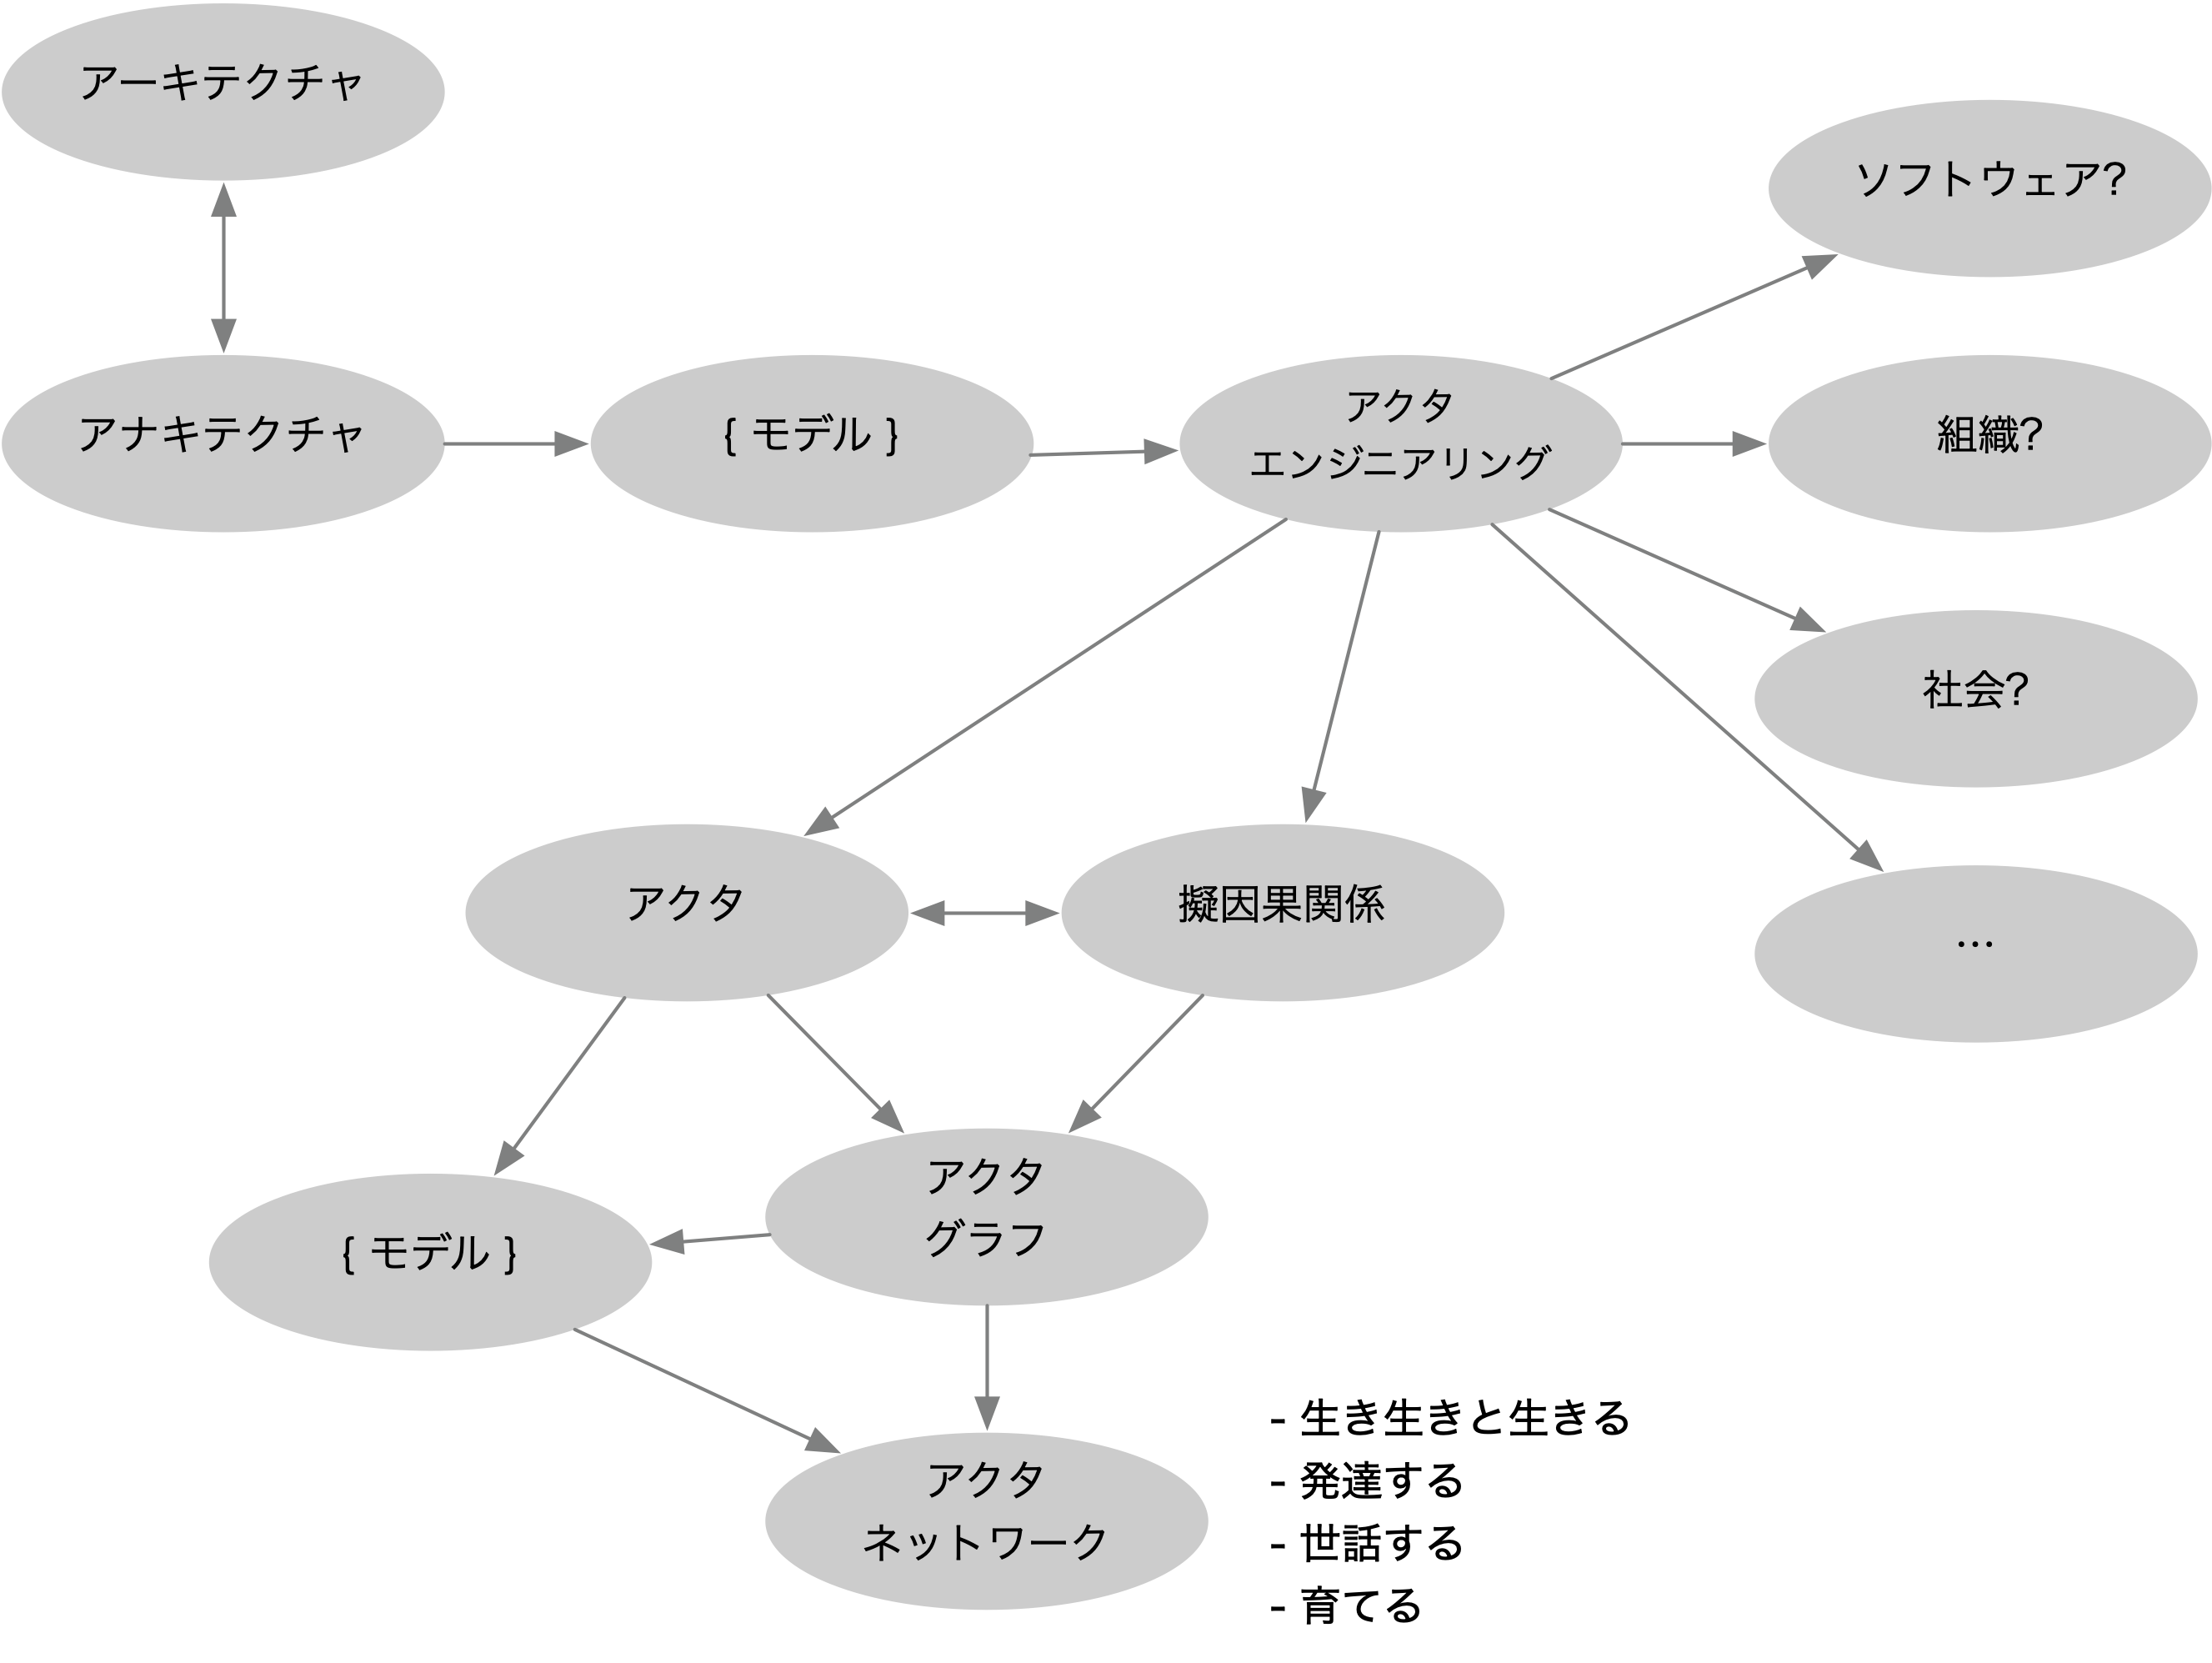 アーキテクチャ
ソフトウェア?
アナキテクチャ
{ モデル }
アクタ
エンジニアリング
組織?
社会?
アクタ
擬因果関係
…
アクタ
グラフ
{ モデル }
アクタ
ネットワーク
- 生き生きと生きる
- 発達する
- 世話する
- 育てる